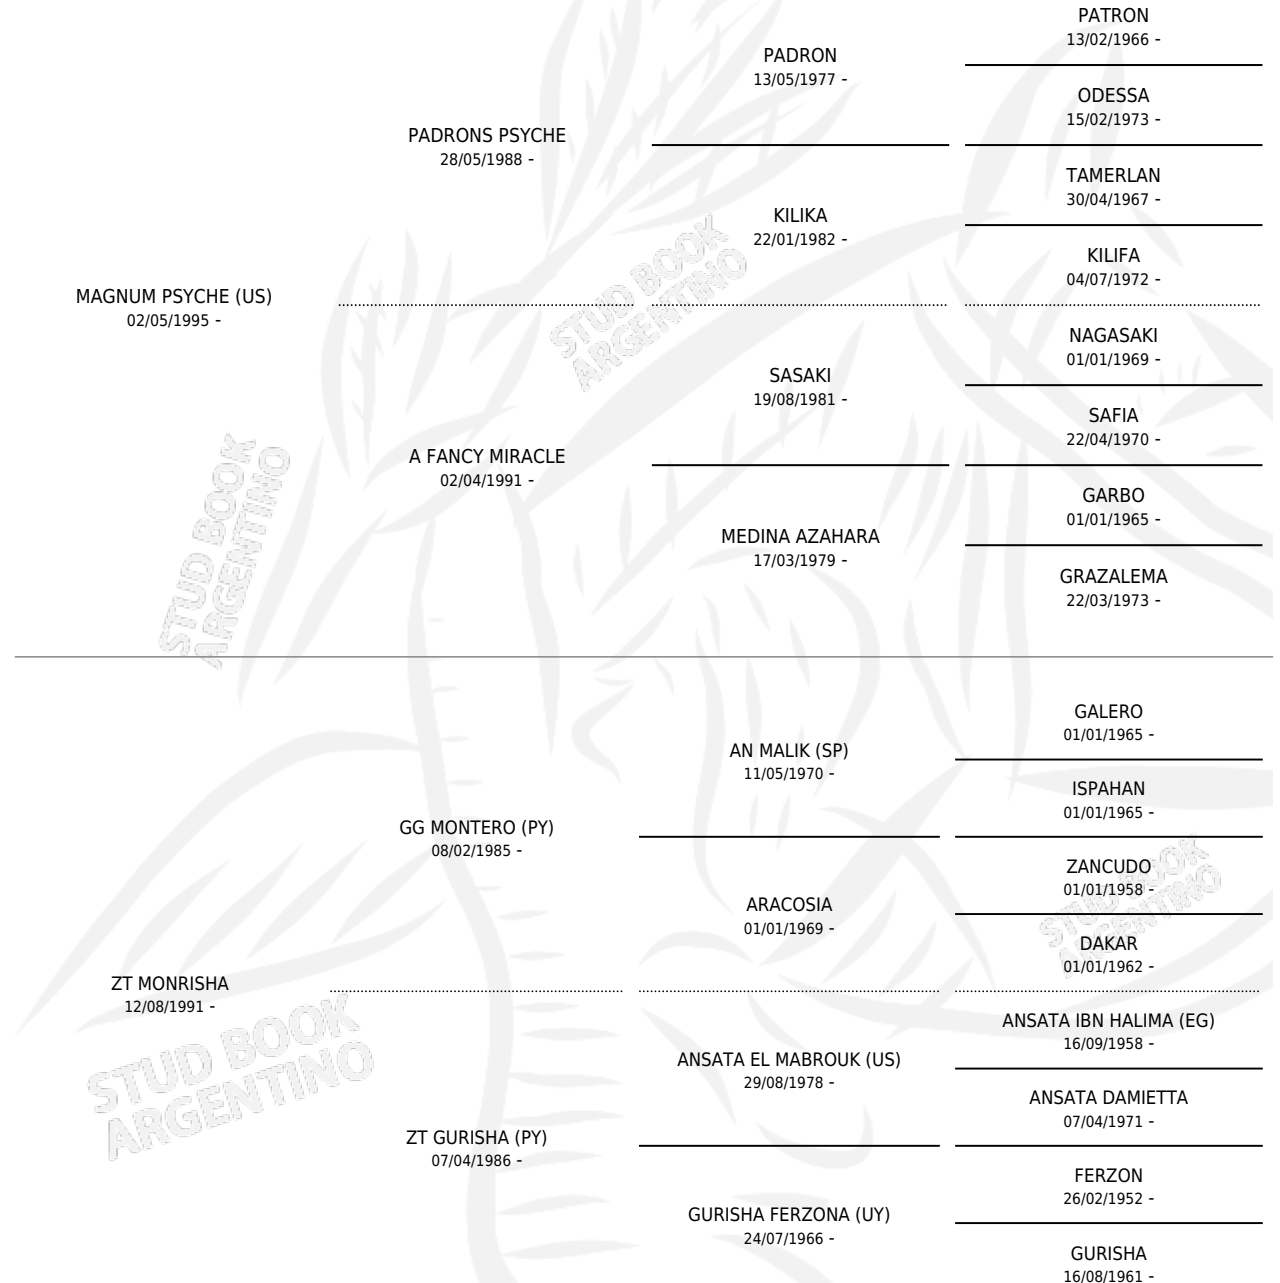 PATRON
13/02/1966 -
PADRON
13/05/1977 -
ODESSA
15/02/1973 -
PADRONS PSYCHE
28/05/1988 -
TAMERLAN
30/04/1967 -
KILIKA
22/01/1982 -
KILIFA
04/07/1972 -
MAGNUM PSYCHE (US)
02/05/1995 -
NAGASAKI
01/01/1969 -
SASAKI
19/08/1981 -
SAFIA
22/04/1970 -
A FANCY MIRACLE
02/04/1991 -
GARBO
01/01/1965 -
MEDINA AZAHARA
17/03/1979 -
GRAZALEMA
22/03/1973 -
GALERO
01/01/1965 -
AN MALIK (SP)
11/05/1970 -
ISPAHAN
01/01/1965 -
GG MONTERO (PY)
08/02/1985 -
ZANCUDO
01/01/1958 -
ARACOSIA
01/01/1969 -
DAKAR
01/01/1962 -
ZT MONRISHA
12/08/1991 -
ANSATA IBN HALIMA (EG)
16/09/1958 -
ANSATA EL MABROUK (US)
29/08/1978 -
ANSATA DAMIETTA
07/04/1971 -
ZT GURISHA (PY)
07/04/1986 -
FERZON
26/02/1952 -
GURISHA FERZONA (UY)
24/07/1966 -
GURISHA
16/08/1961 -
STUD BOOK
ARGENTINO
STUD BOOK
ARGENTINO
STUD BOOK
ARGENTINO
STUD BOOK
ARGENTINO